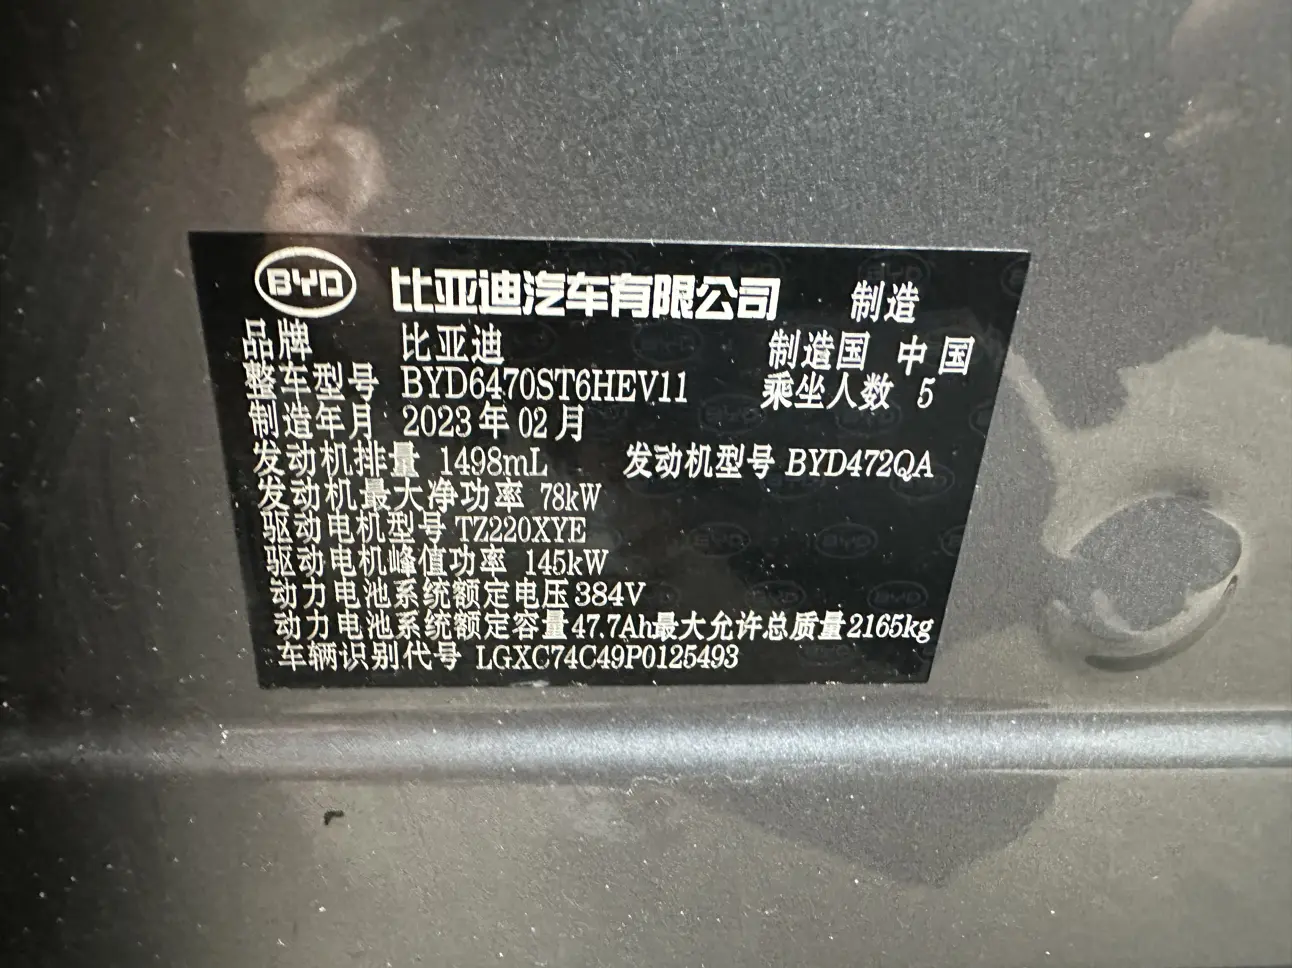 BYD 比亚迪汽车有限公司 制造
品牌 比亚迪 制造国 中国
整车型号 BYD6470ST6HEV11 乘坐人数 5
制造年月 2023年02月
发动机排量 1498mL 发动机型号 BYD472QA
发动机最大净功率 78kW
驱动电机型号 TZ220XYE
驱动电机峰值功率 145kW
动力电池系统额定电压 384V
动力电池系统额定容量 47.7Ah 最大允许总质量 2165kg
车辆识别代号 LGXC74C49P0125493